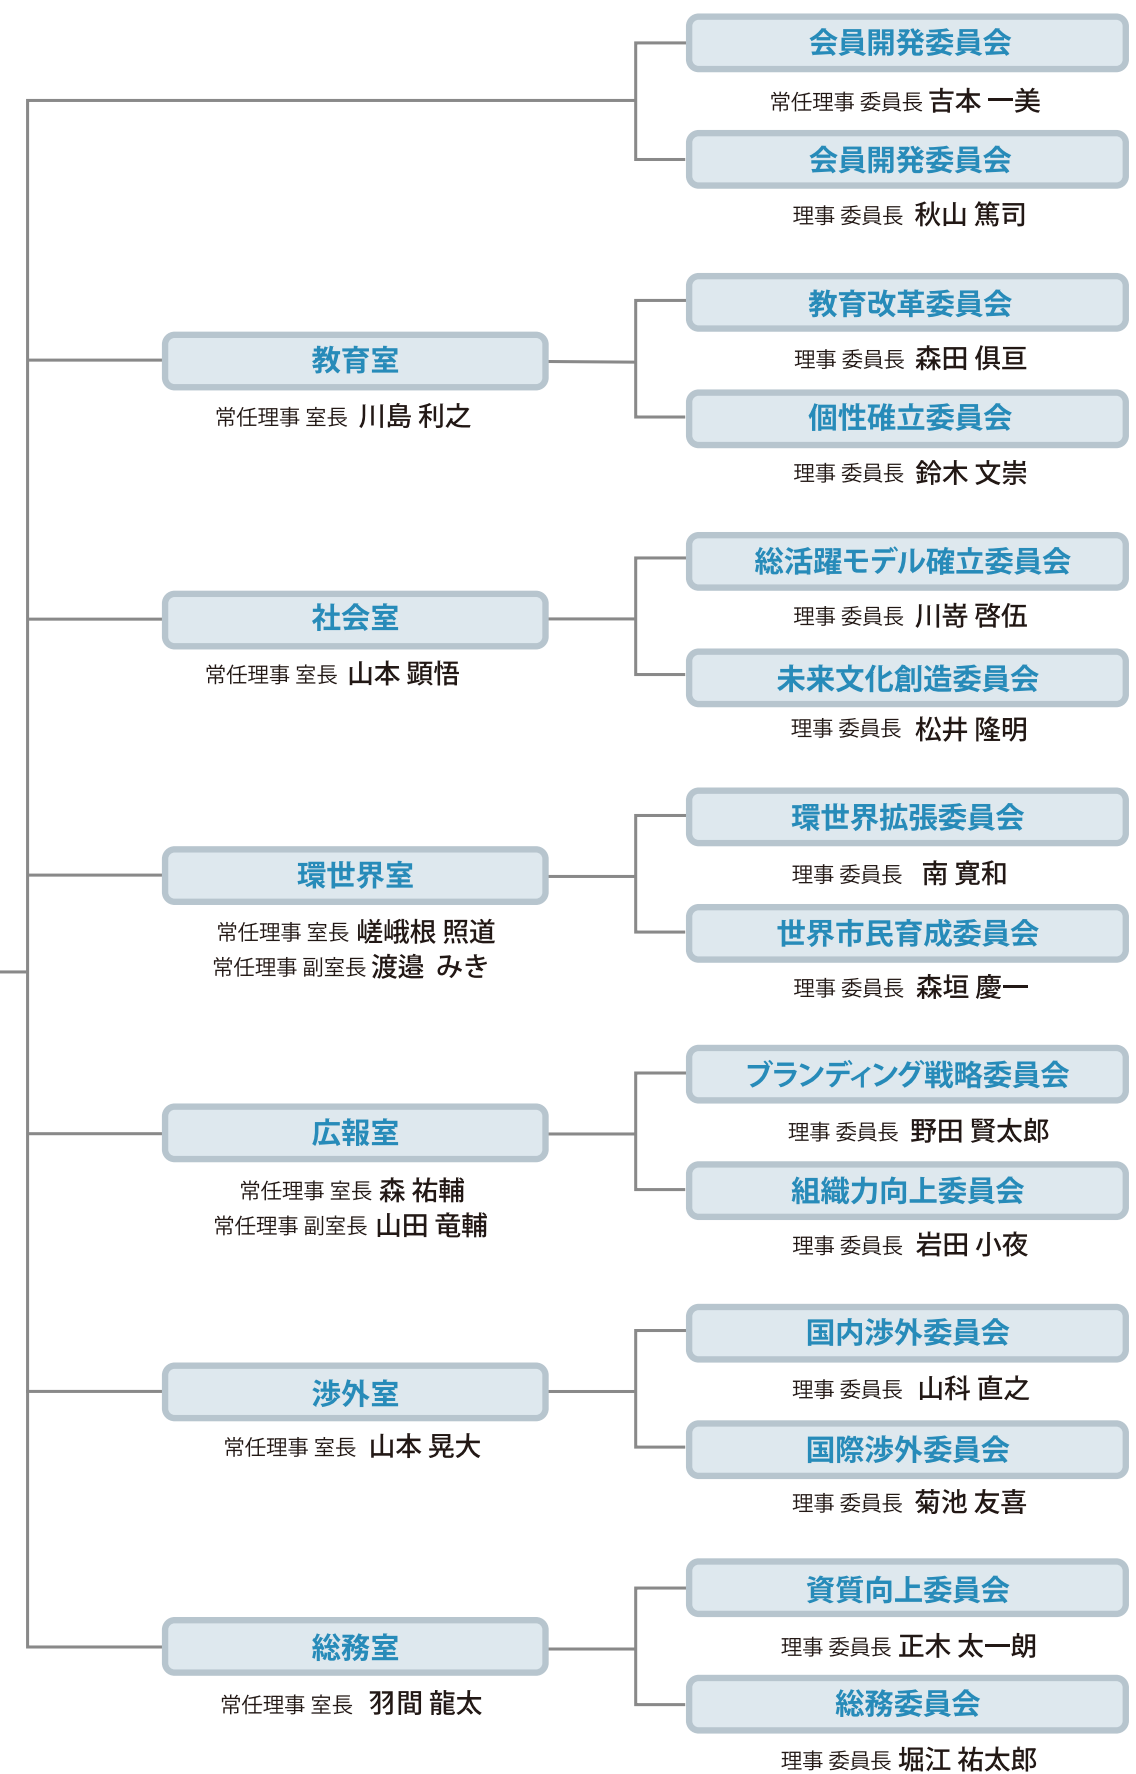 会員開発委員会
常任理事 委員長 吉本 一美
会員開発委員会
理事 委員長 秋山 篤司
教育室
常任理事 室長 川島 利之
教育改革委員会
理事 委員長 森田 倶亘
個性確立委員会
理事 委員長 鈴木 文崇
社会室
常任理事 室長 山本 顕悟
総活躍モデル確立委員会
理事 委員長 川嵜 啓伍
未来文化創造委員会
理事 委員長 松井 隆明
環世界室
常任理事 室長 嵯峨根 照道
常任理事 副室長 渡邉 みき
環世界拡張委員会
理事 委員長 南 寛和
世界市民育成委員会
理事 委員長 森垣 慶一
広報室
常任理事 室長 森 祐輔
常任理事 副室長 山田 竜輔
ブランディング戦略委員会
理事 委員長 野田 賢太郎
組織力向上委員会
理事 委員長 岩田 小夜
渉外室
常任理事 室長 山本 晃大
国内渉外委員会
理事 委員長 山科 直之
国際渉外委員会
理事 委員長 菊池 友喜
総務室
常任理事 室長 羽間 龍太
資質向上委員会
理事 委員長 正木 太一朗
総務委員会
理事 委員長 堀江 祐太郎